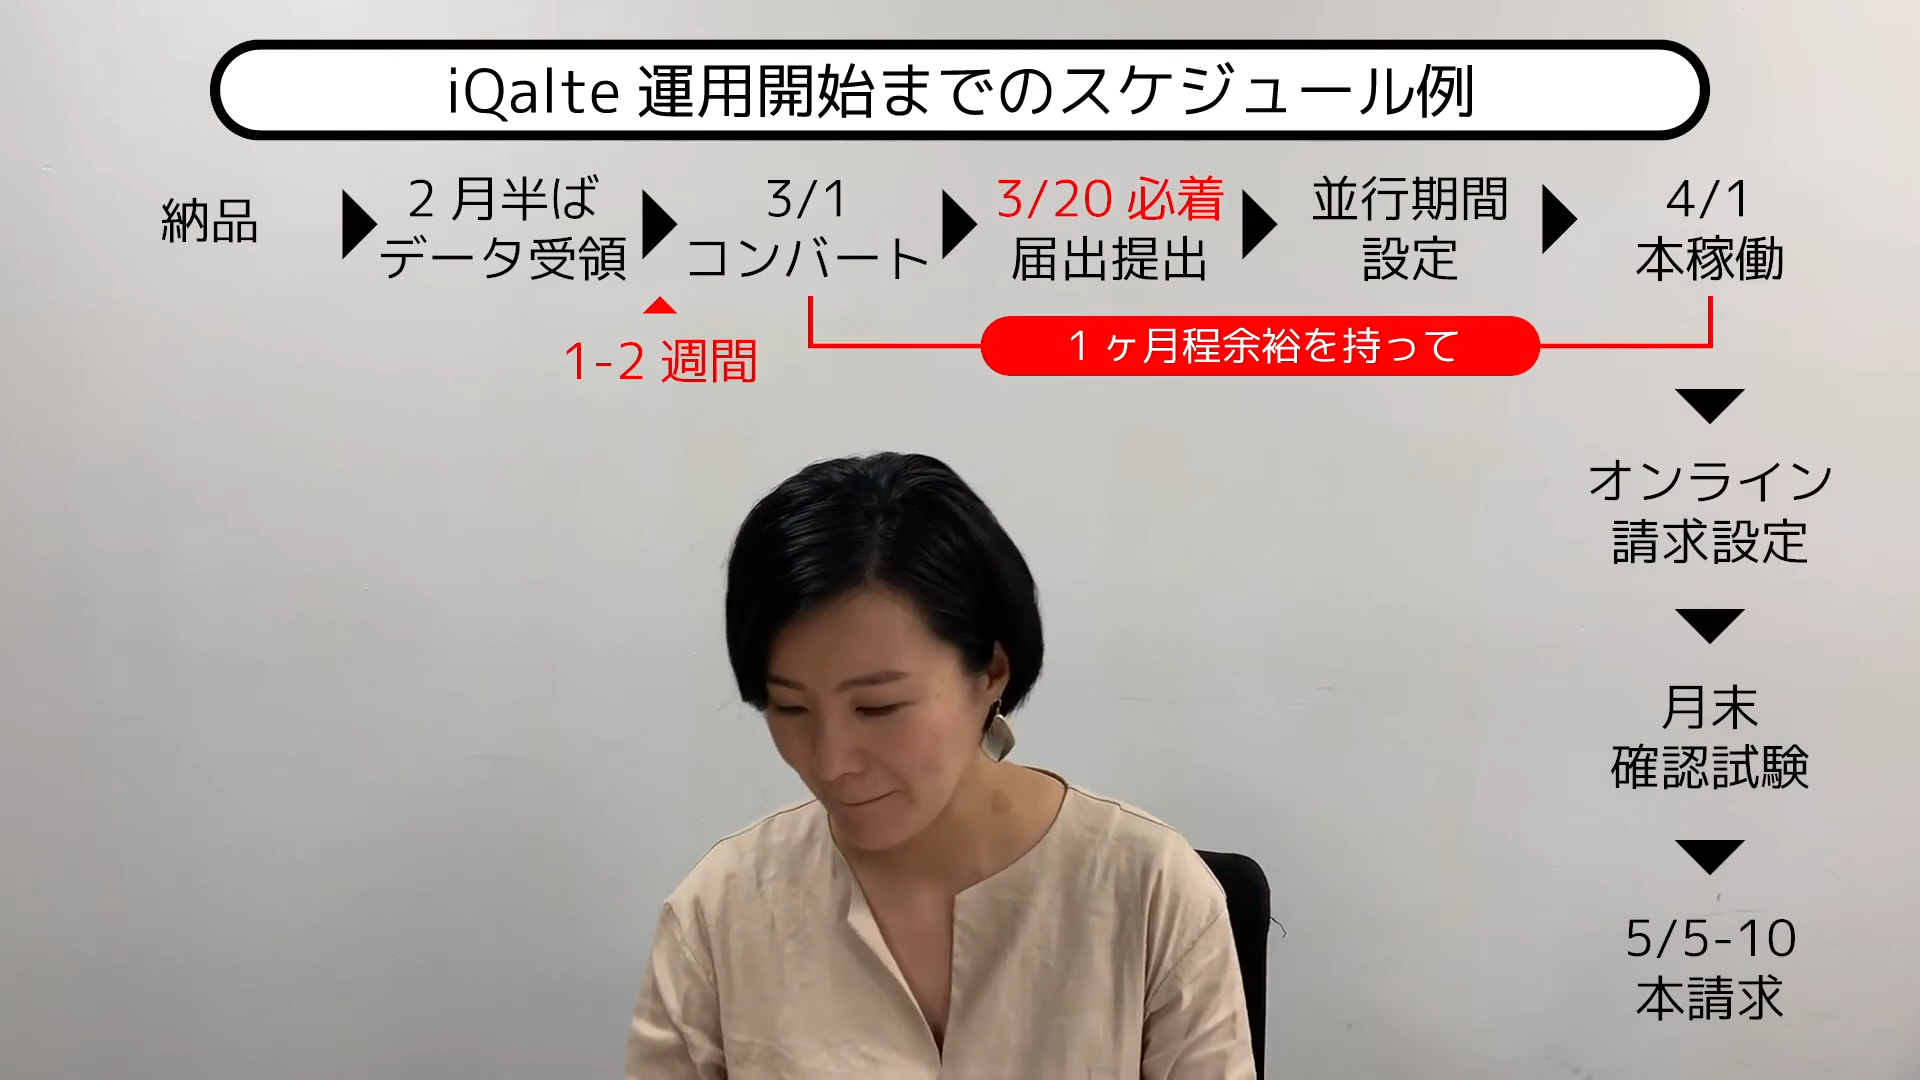 iQalte 運用開始までのスケジュール例
納品
2 月半ば
データ受領
3/1
コンバート
3/20 必着
届出提出
並行期間
設定
4/1
本稼働
1-2 週間
1 ヶ月程余裕を持って
オンライン
請求設定
月末
確認試験
5/5-10
本請求